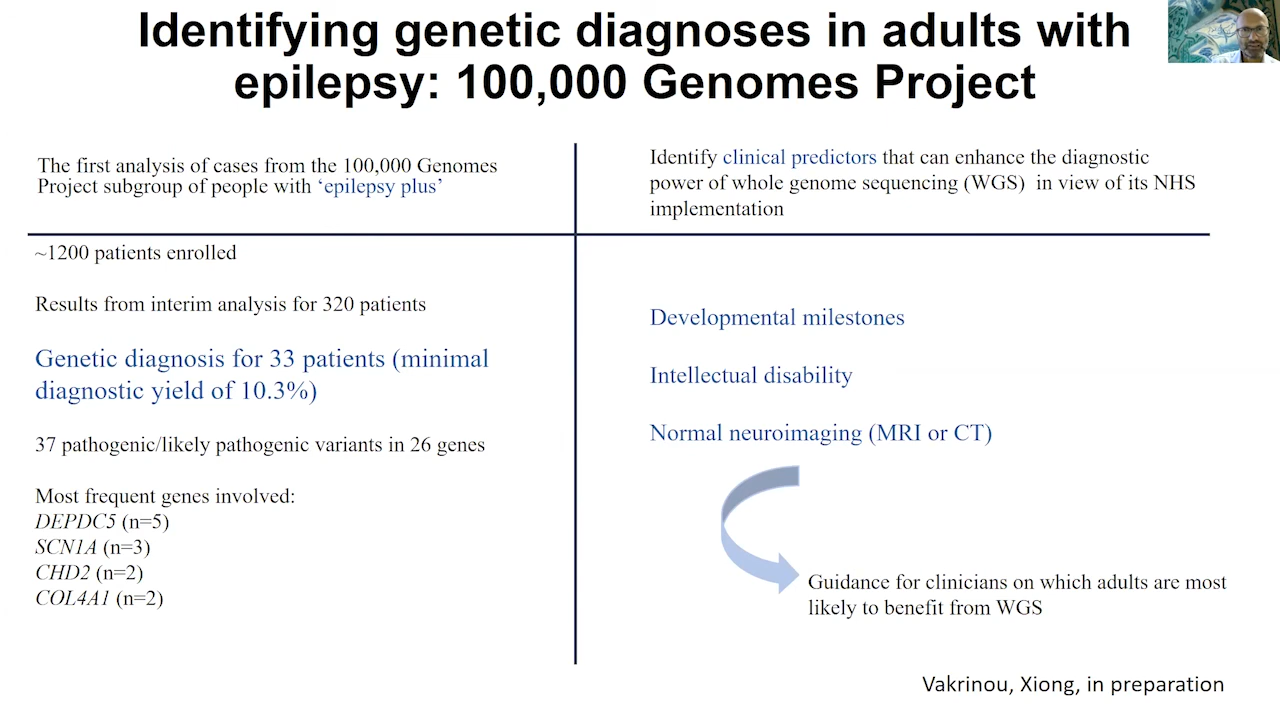 Identifying genetic diagnoses in adults with
epilepsy: 100,000 Genomes Project
The first analysis of cases from the 100,000 Genomes
Project subgroup of people with ‘epilepsy plus’
~1200 patients enrolled
Results from interim analysis for 320 patients
Genetic diagnosis for 33 patients (minimal
diagnostic yield of 10.3%)
37 pathogenic/likely pathogenic variants in 26 genes
Most frequent genes involved:
DEPDC5 (n=5)
SCN1A (n=3)
CHD2 (n=2)
COL4A1 (n=2)
Identify clinical predictors that can enhance the diagnostic
power of whole genome sequencing (WGS) in view of its NHS
implementation
Developmental milestones
Intellectual disability
Normal neuroimaging (MRI or CT)
Guidance for clinicians on which adults are most
likely to benefit from WGS
Vakrinou, Xiong, in preparation